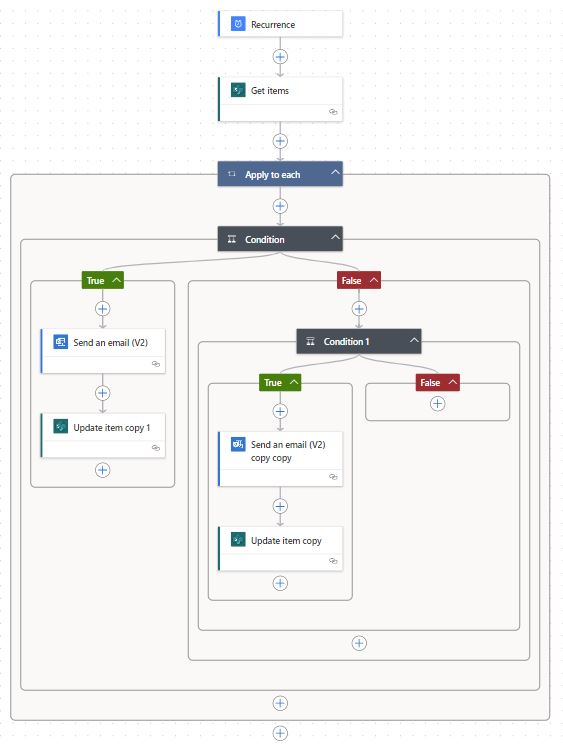 Recurrence
Get items
Apply to each
Condition
True
False
Send an email (V2)
Update item copy 1
Condition 1
True
False
Send an email (V2)
copy copy
Update item copy